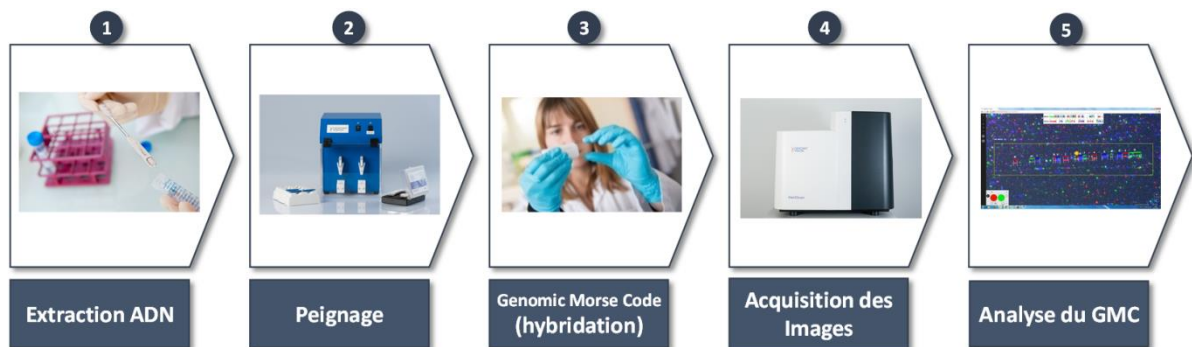 1
2
3
4
5
Extraction ADN
Peignage
Genomic Morse Code
(hybridation)
Acquisition des
Images
Analyse du GMC